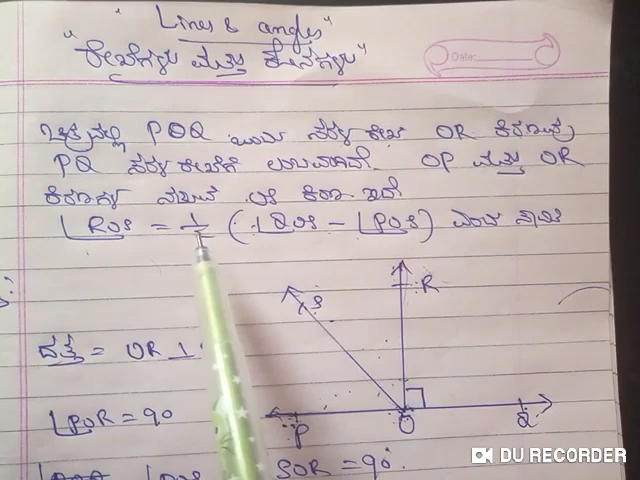 "Lines & angles"
"ರೇಖೆಗಳು ಮತ್ತು ಕೋನಗಳು"
Date:
ಚಿತ್ರದಲ್ಲಿ POQ ಒಂದು ಸರಳ ರೇಖೆ OR ಕಿರಣವು
PQ ಸರಳ ರೇಖೆಗೆ ಲಂಬವಾಗಿದೆ. OP ಮತ್ತು OR
ಕಿರಣಗಳ ನಡುವೆ OS ಕಿರಣ ಇದೆ
∠ROS = 1/2 (∠QOS - ∠POS) ಎಂದು ಸಾಧಿಸಿ
S
R
ದತ್ತ = OR ⊥
∠POR = 90
P
O
Q
SOR = 90°.
DU RECORDER